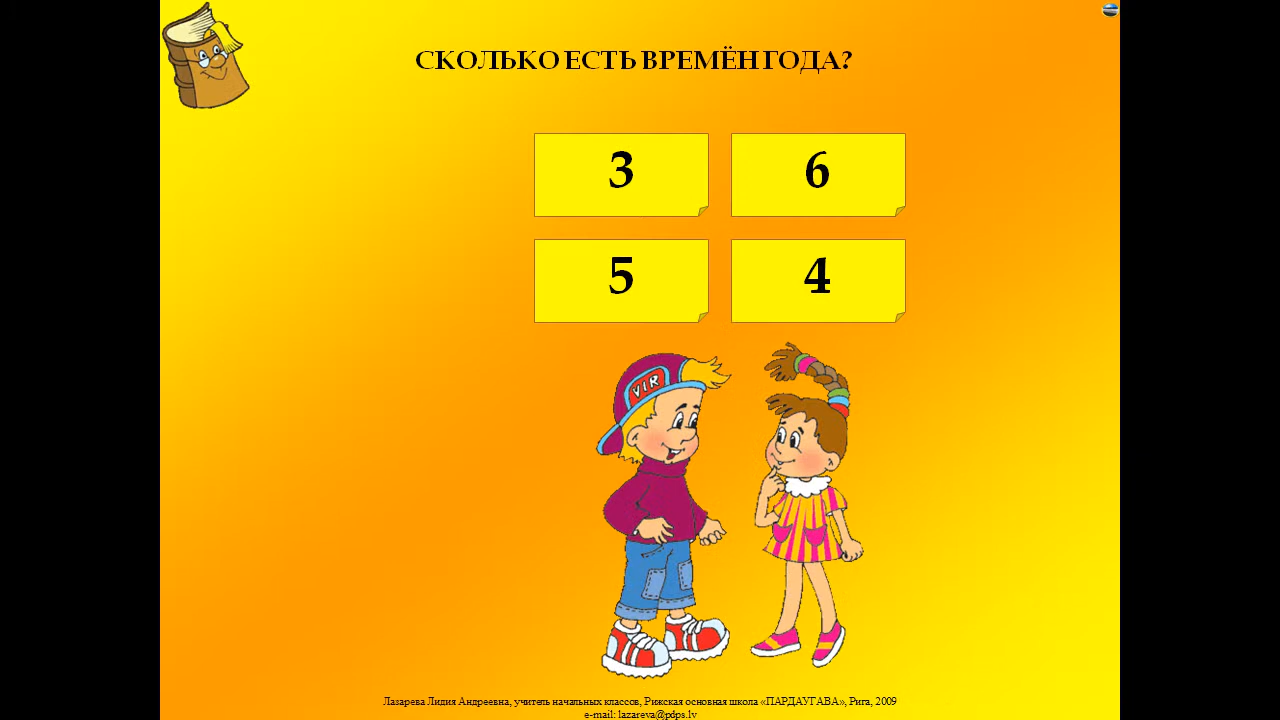 СКОЛЬКО ЕСТЬ ВРЕМЁН ГОДА?
3 6
5 4
VIR
Лазарева Лидия Андреевна, учитель начальных классов, Рижская основная школа «ПАРДАУГАВА», Рига, 2009
e-mail: lazareva@pdps.lv